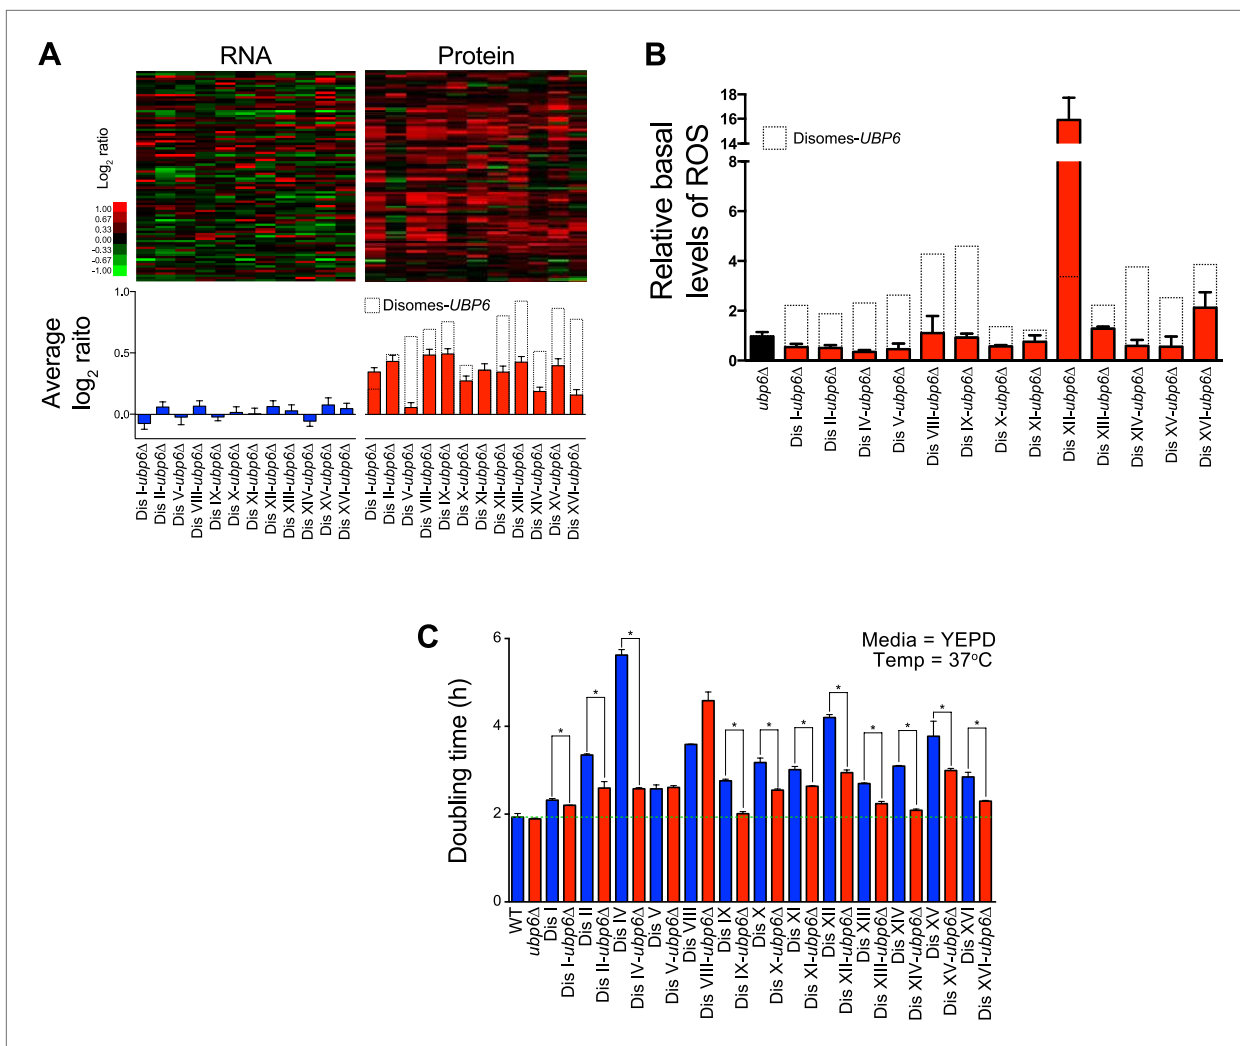 A
RNA
Protein
Log2 ratio
1.00
0.67
0.33
0.00
−0.33
−0.67
−1.00
Average
log2 raito
1.0
0.5
0.0
Disomes-UBP6
Dis I-ubp6Δ
Dis II-ubp6Δ
Dis V-ubp6Δ
Dis VIII-ubp6Δ
Dis IX-ubp6Δ
Dis X-ubp6Δ
Dis XI-ubp6Δ
Dis XII-ubp6Δ
Dis XIII-ubp6Δ
Dis XIV-ubp6Δ
Dis XV-ubp6Δ
Dis XVI-ubp6Δ
Dis I-ubp6Δ
Dis II-ubp6Δ
Dis V-ubp6Δ
Dis VIII-ubp6Δ
Dis IX-ubp6Δ
Dis X-ubp6Δ
Dis XI-ubp6Δ
Dis XII-ubp6Δ
Dis XIII-ubp6Δ
Dis XIV-ubp6Δ
Dis XV-ubp6Δ
Dis XVI-ubp6Δ
B
Relative basal
levels of ROS
18
16
14
8
6
4
2
0
Disomes-UBP6
ubp6Δ
Dis I-ubp6Δ
Dis II-ubp6Δ
Dis IV-ubp6Δ
Dis V-ubp6Δ
Dis VIII-ubp6Δ
Dis IX-ubp6Δ
Dis X-ubp6Δ
Dis XI-ubp6Δ
Dis XII-ubp6Δ
Dis XIII-ubp6Δ
Dis XIV-ubp6Δ
Dis XV-ubp6Δ
Dis XVI-ubp6Δ
C
Doubling time (h)
6
4
2
0
Media = YEPD
Temp = 37°C
*
*
*
*
*
*
*
*
*
*
*
WT
ubp6Δ
Dis I
Dis I-ubp6Δ
Dis II
Dis II-ubp6Δ
Dis IV
Dis IV-ubp6Δ
Dis V
Dis V-ubp6Δ
Dis VIII
Dis VIII-ubp6Δ
Dis IX
Dis IX-ubp6Δ
Dis X
Dis X-ubp6Δ
Dis XI
Dis XI-ubp6Δ
Dis XII
Dis XII-ubp6Δ
Dis XIII
Dis XIII-ubp6Δ
Dis XIV
Dis XIV-ubp6Δ
Dis XV
Dis XV-ubp6Δ
Dis XVI
Dis XVI-ubp6Δ